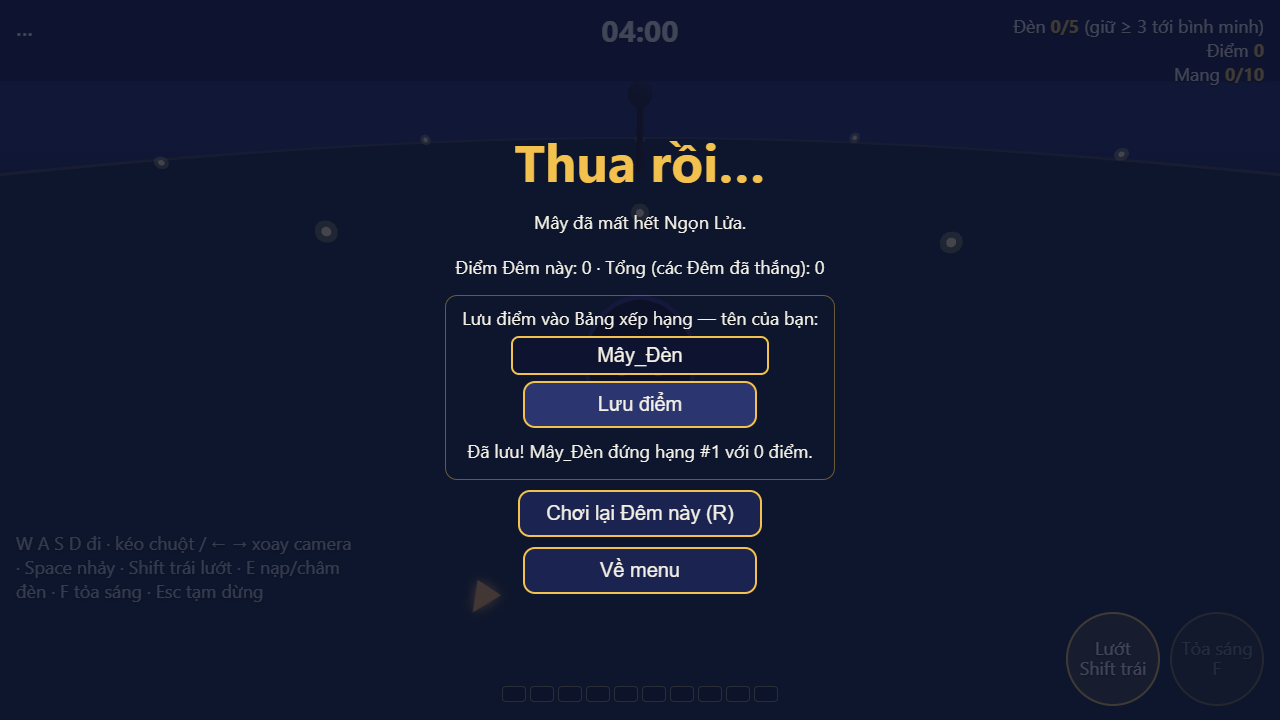 ...
04:00
Đèn 0/5 (giữ ≥ 3 tới bình minh)
Điểm 0
Mang 0/10
Thua rồi...
Mây đã mất hết Ngọn Lửa.
Điểm Đêm này: 0 · Tổng (các Đêm đã thắng): 0
Lưu điểm vào Bảng xếp hạng — tên của bạn:
Mây_Đèn
Lưu điểm
Đã lưu! Mây_Đèn đứng hạng #1 với 0 điểm.
Chơi lại Đêm này (R)
Về menu
W A S D đi · kéo chuột / ← → xoay camera
· Space nhảy · Shift trái lướt · E nạp/châm
đèn · F tỏa sáng · Esc tạm dừng
Lướt
Shift trái
Tỏa sáng
F